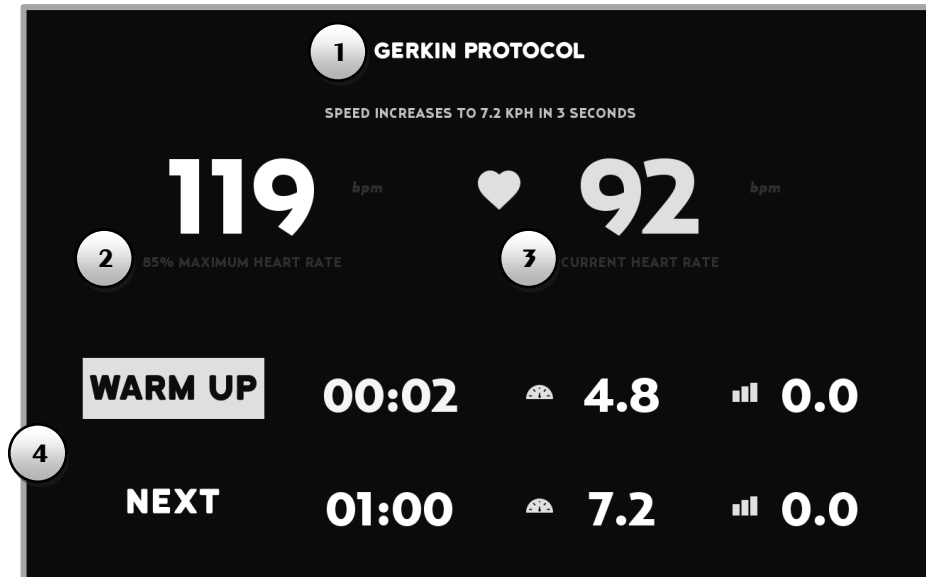 1 GERKIN PROTOCOL
SPEED INCREASES TO 7.2 KPH IN 3 SECONDS
119 bpm 92 bpm
2 85% MAXIMUM HEART RATE 3 CURRENT HEART RATE
WARM UP 00:02 4.8 0.0
4
NEXT 01:00 7.2 0.0